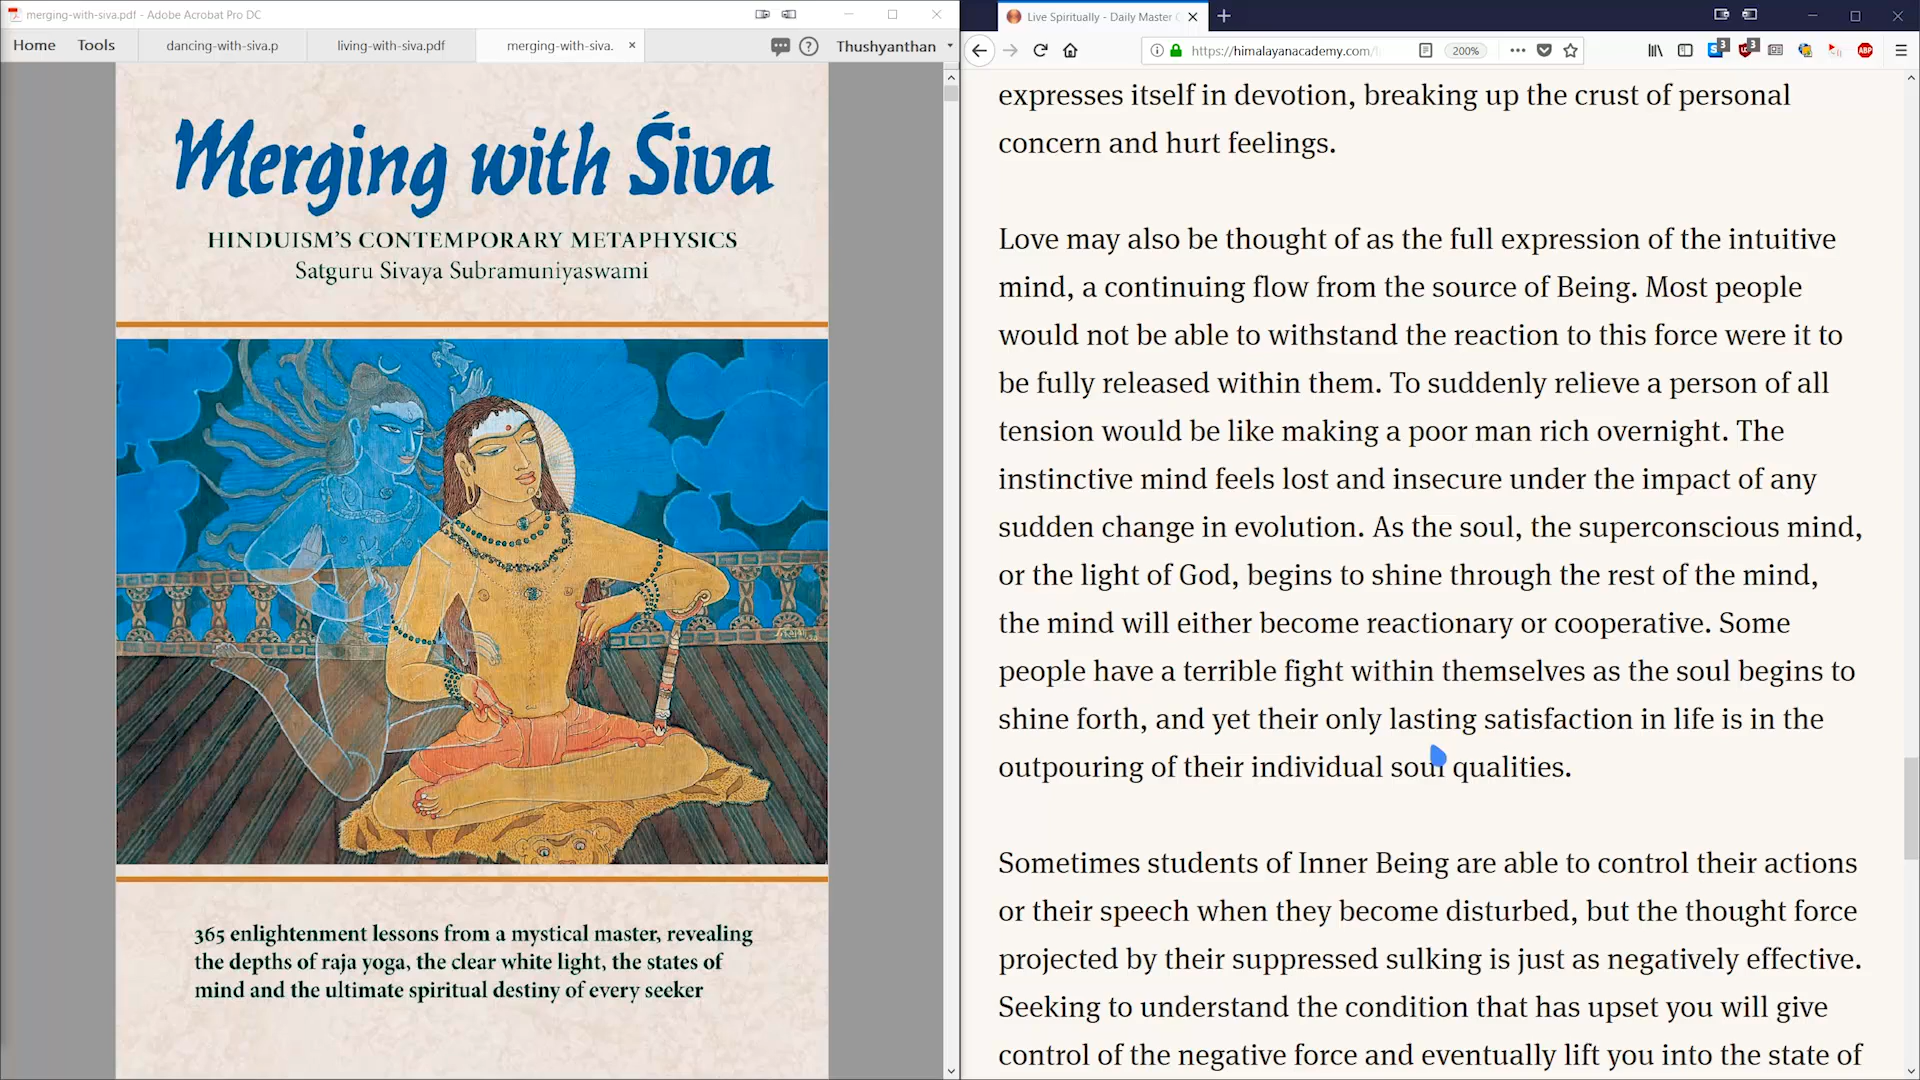 merging-with-siva.pdf - Adobe Acrobat Pro DC
Home Tools dancing-with-siva.p living-with-siva.pdf merging-with-siva. × Thushyanthan
Merging with Śiva
HINDUISM'S CONTEMPORARY METAPHYSICS
Satguru Sivaya Subramuniyaswami
365 enlightenment lessons from a mystical master, revealing
the depths of raja yoga, the clear white light, the states of
mind and the ultimate spiritual destiny of every seeker
Live Spiritually - Daily Master
https://himalayanacademy.com/ 200% 3 3 ABP
expresses itself in devotion, breaking up the crust of personal
concern and hurt feelings.
Love may also be thought of as the full expression of the intuitive
mind, a continuing flow from the source of Being. Most people
would not be able to withstand the reaction to this force were it to
be fully released within them. To suddenly relieve a person of all
tension would be like making a poor man rich overnight. The
instinctive mind feels lost and insecure under the impact of any
sudden change in evolution. As the soul, the superconscious mind,
or the light of God, begins to shine through the rest of the mind,
the mind will either become reactionary or cooperative. Some
people have a terrible fight within themselves as the soul begins to
shine forth, and yet their only lasting satisfaction in life is in the
outpouring of their individual soul qualities.
Sometimes students of Inner Being are able to control their actions
or their speech when they become disturbed, but the thought force
projected by their suppressed sulking is just as negatively effective.
Seeking to understand the condition that has upset you will give
control of the negative force and eventually lift you into the state of